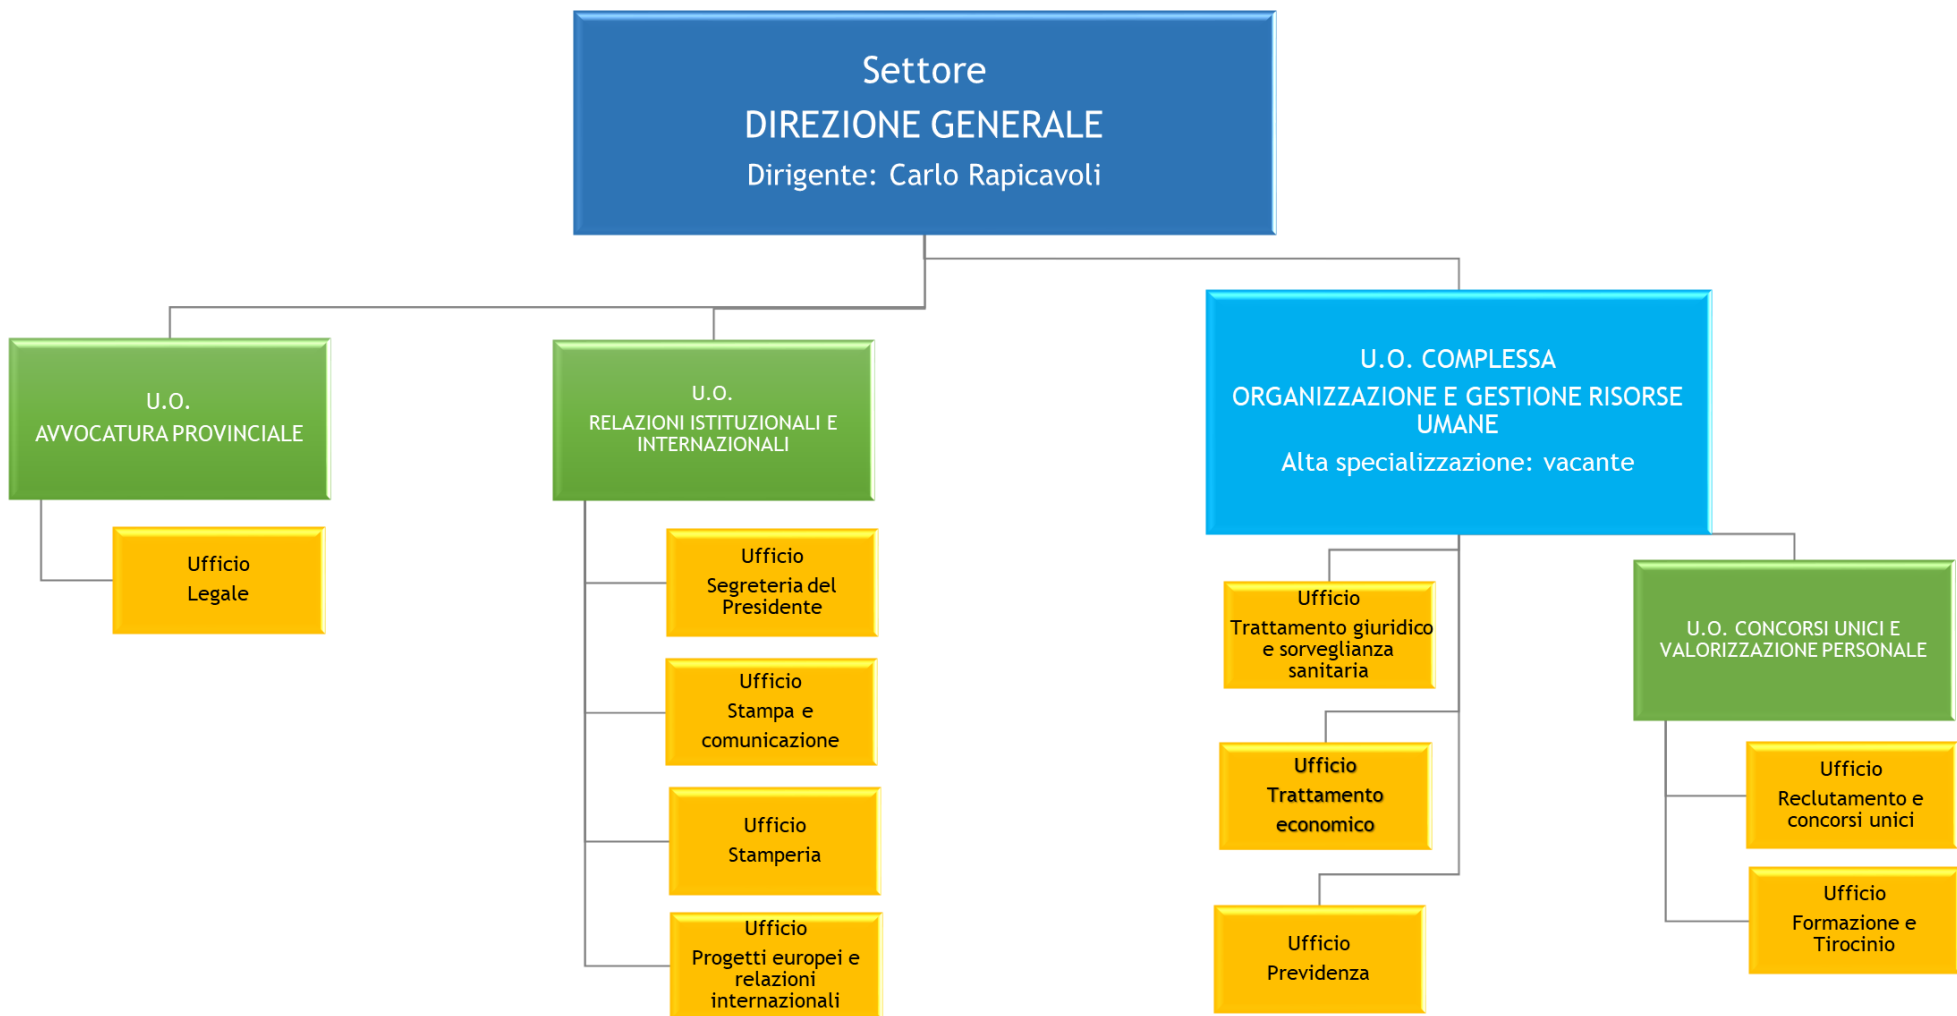 Settore
DIREZIONE GENERALE
Dirigente: Carlo Rapicavoli
U.O.
AVVOCATURA PROVINCIALE
Ufficio
Legale
U.O.
RELAZIONI ISTITUZIONALI E
INTERNAZIONALI
Ufficio
Segreteria del
Presidente
Ufficio
Stampa e
comunicazione
Ufficio
Stamperia
Ufficio
Progetti europei e
relazioni
internazionali
U.O. COMPLESSA
ORGANIZZAZIONE E GESTIONE RISORSE
UMANE
Alta specializzazione: vacante
Ufficio
Trattamento giuridico
e sorveglianza
sanitaria
Ufficio
Trattamento
economico
Ufficio
Previdenza
U.O. CONCORSI UNICI E
VALORIZZAZIONE PERSONALE
Ufficio
Reclutamento e
concorsi unici
Ufficio
Formazione e
Tirocinio